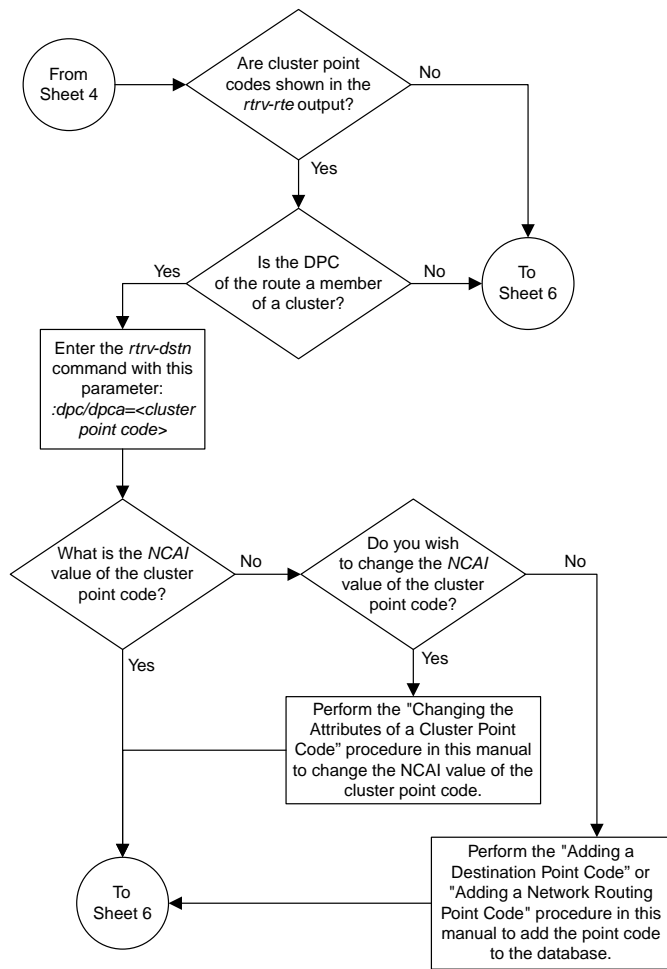 From
Sheet 4
Are cluster point
codes shown in the
rtrv-rte output?
No
Yes
Is the DPC
of the route a member
of a cluster?
Yes
No
To
Sheet 6
Enter the rtrv-dstn
command with this
parameter:
:dpc/dpca=<cluster
point code>
What is the NCAI
value of the cluster
point code?
No
Yes
Do you wish
to change the NCAI
value of the cluster
point code?
No
Yes
Perform the "Changing the
Attributes of a Cluster Point
Code” procedure in this manual
to change the NCAI value of the
cluster point code.
To
Sheet 6
Perform the "Adding a
Destination Point Code” or
"Adding a Network Routing
Point Code" procedure in this
manual to add the point code
to the database.